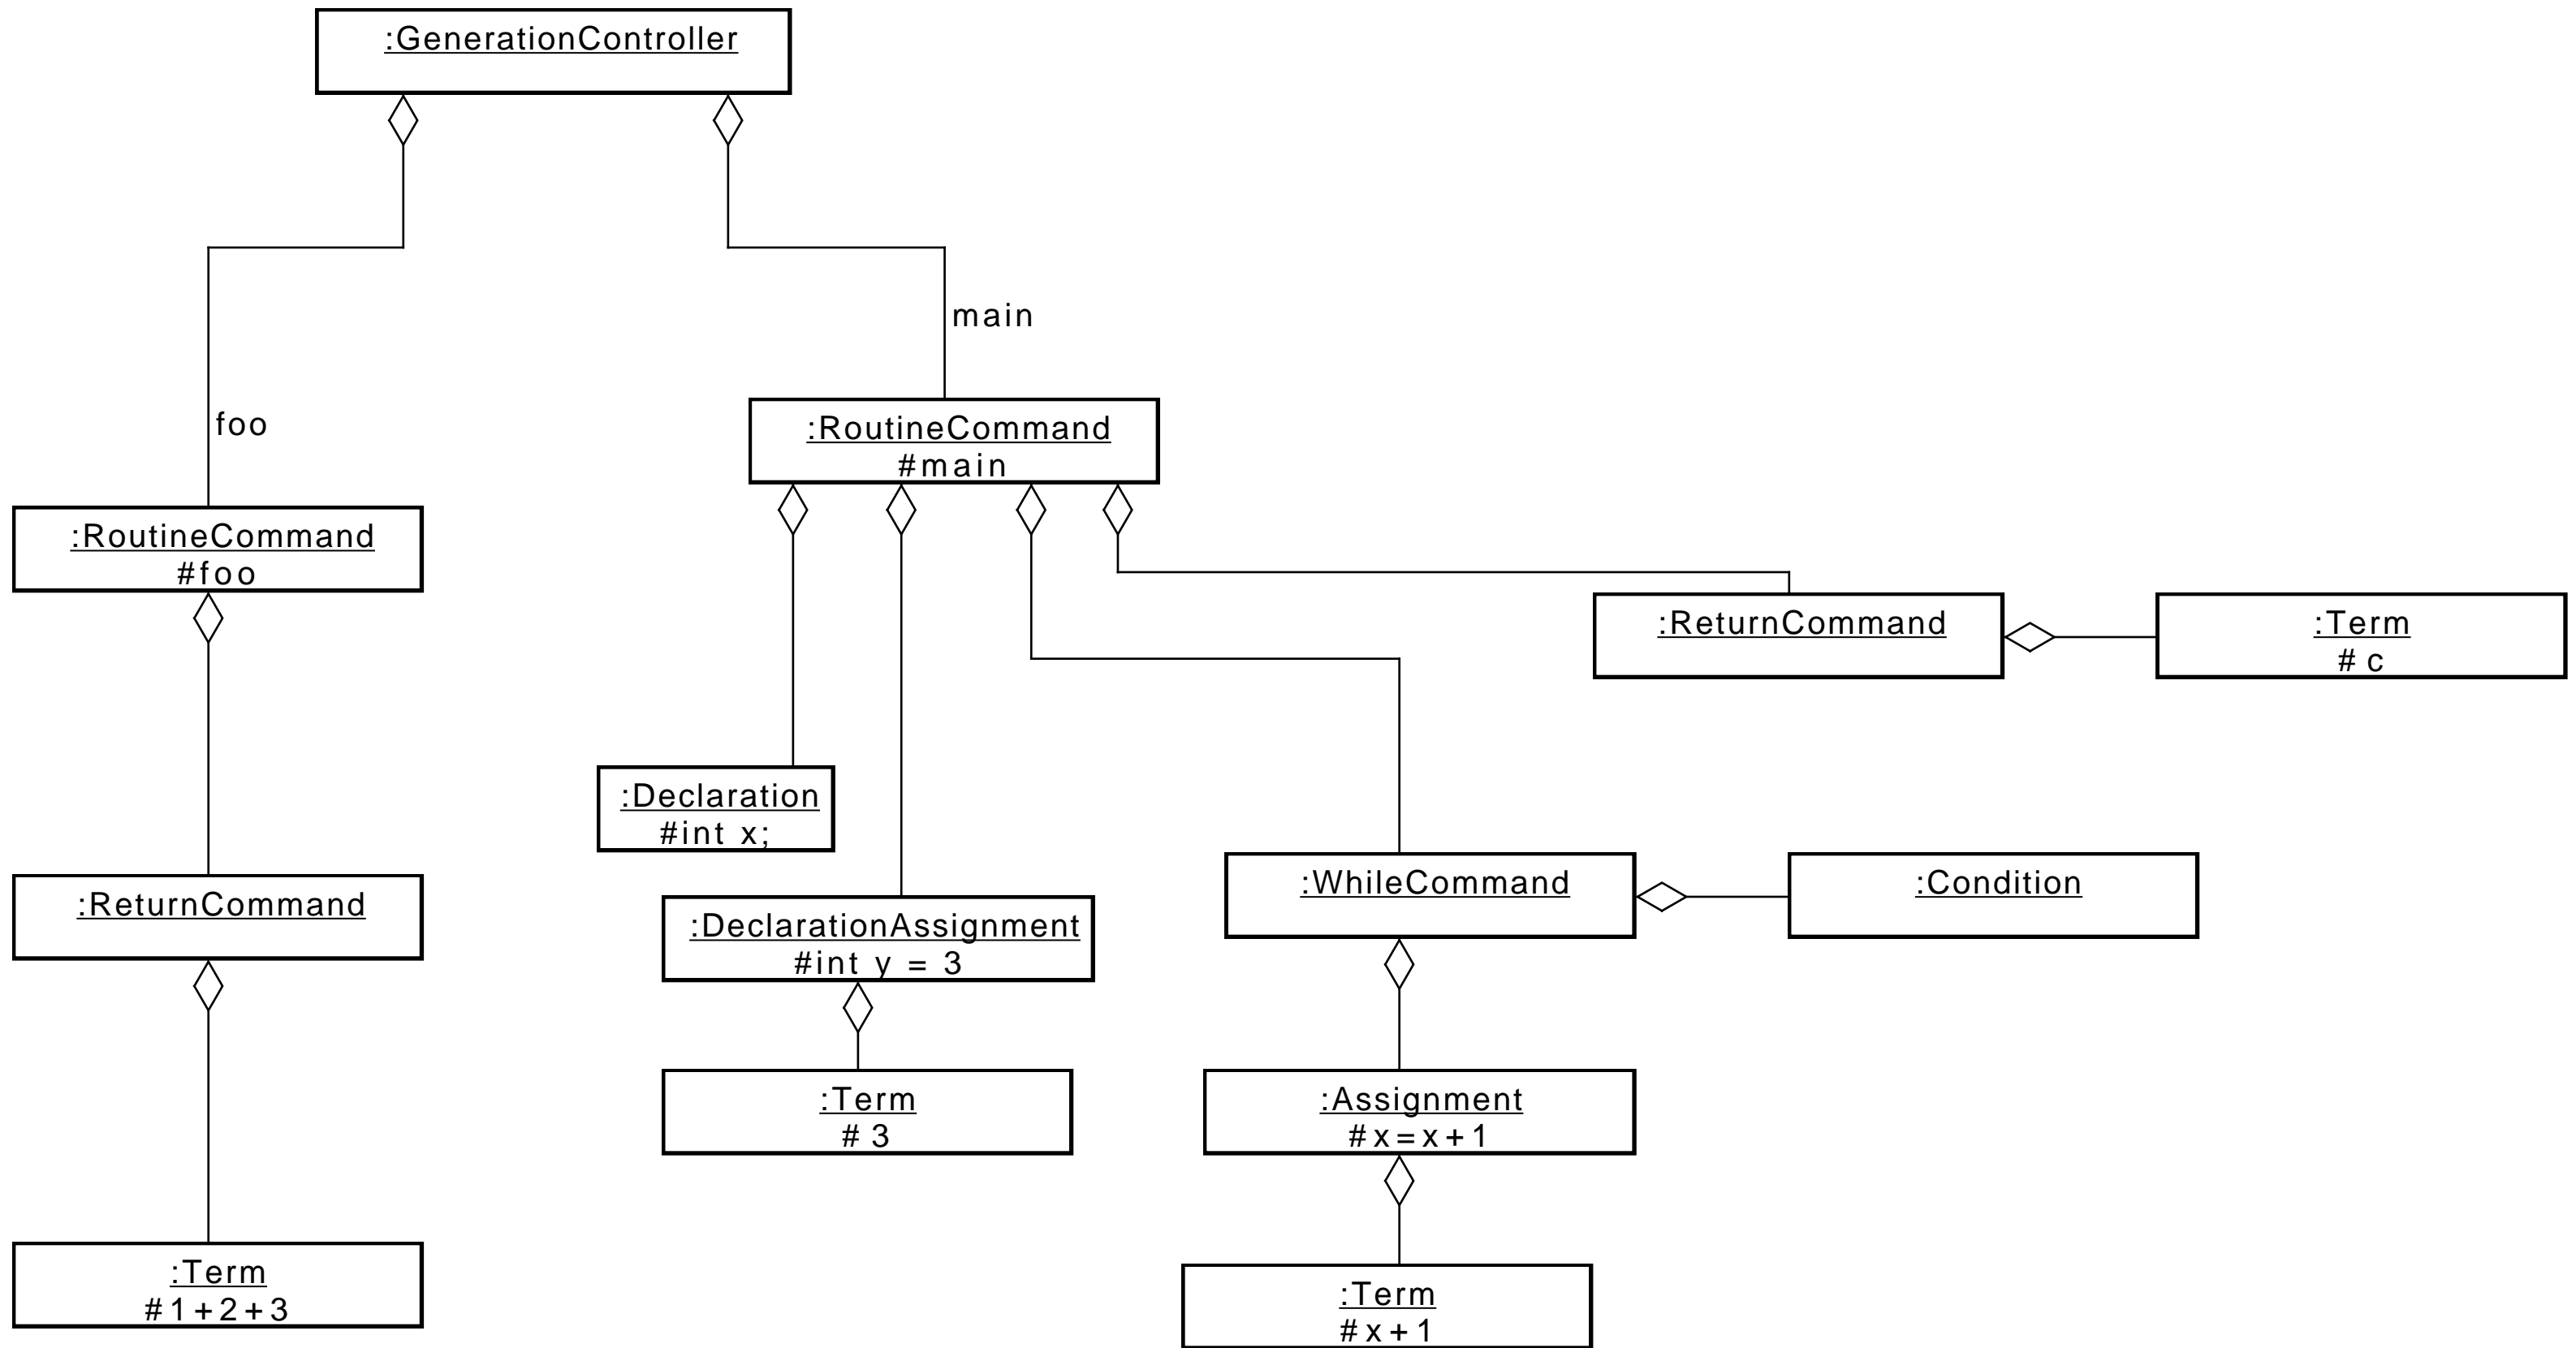 :GenerationController
main
foo
:RoutineCommand
#main
:RoutineCommand
#foo
:ReturnCommand
:Term
#c
:Declaration
#int x;
:WhileCommand
:Condition
:ReturnCommand
:DeclarationAssignment
#int y = 3
:Term
#3
:Assignment
#x=x+1
:Term
#1+2+3
:Term
#x+1